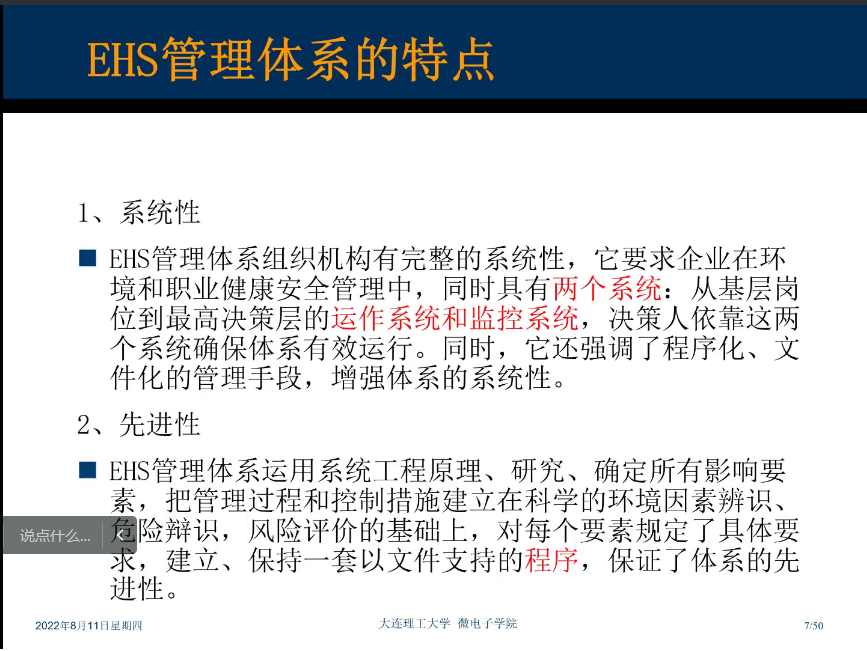 EHS管理体系的特点
1、系统性
EHS管理体系组织机构有完整的系统性，它要求企业在环
境和职业健康安全管理中，同时具有两个系统：从基层岗
位到最高决策层的运作系统和监控系统，决策人依靠这两
个系统确保体系有效运行。同时，它还强调了程序化、文
件化的管理手段，增强体系的系统性。
2、先进性
EHS管理体系运用系统工程原理、研究、确定所有影响要
素，把管理过程和控制措施建立在科学的环境因素辨识、
危险辩识，风险评价的基础上，对每个要素规定了具体要
说点什么...
求，建立、保持一套以文件支持的程序，保证了体系的先
进性。
2022年8月11日星期四
大连理工大学 微电子学院
7/50